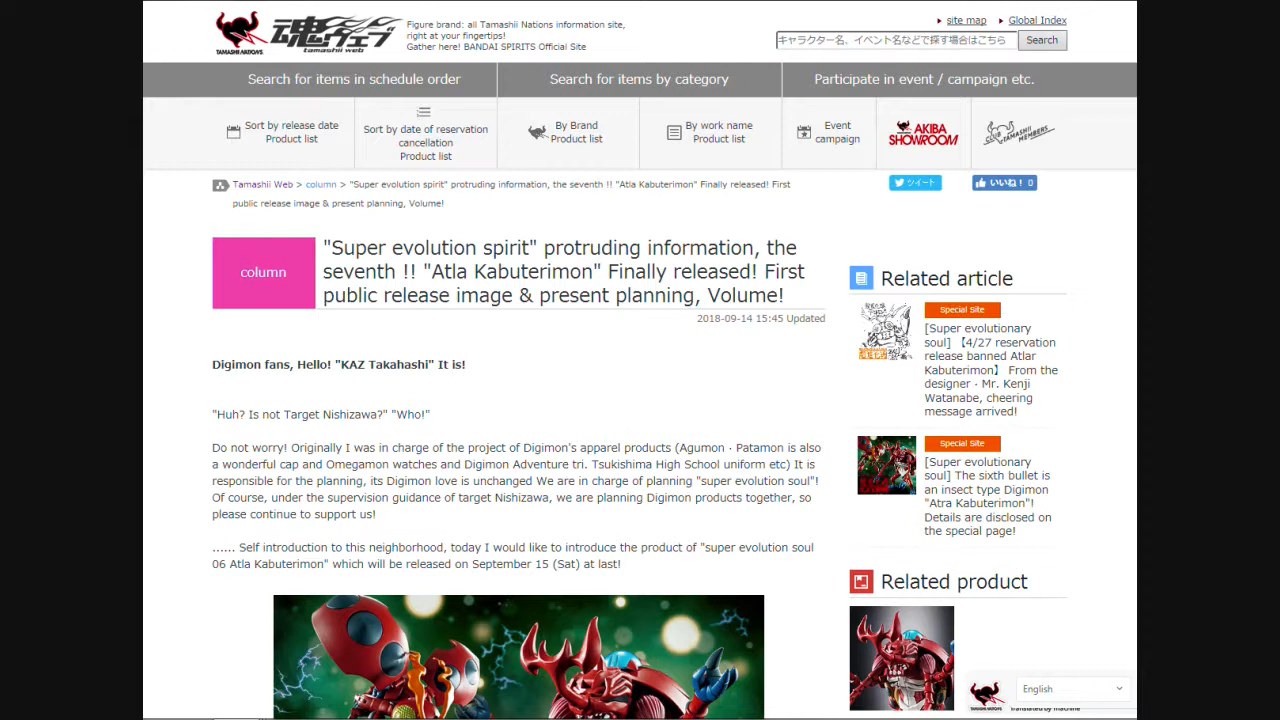 TAMASHII NATIONS
魂ウェブ
tamashii web
Figure brand: all Tamashii Nations information site,
right at your fingertips!
Gather here! BANDAI SPIRITS Official Site
site map
Global Index
キャラクター名、イベント名などで探す場合はこちら
Search
Search for items in schedule order
Search for items by category
Participate in event / campaign etc.
Sort by release date
Product list
Sort by date of reservation
cancellation
Product list
By Brand
Product list
By work name
Product list
Event
campaign
AKIBA
SHOWROOM
CLUB
TAMASHII
MEMBERS
Tamashii Web > column > "Super evolution spirit" protruding information, the seventh !! "Atla Kabuterimon" Finally released! First
public release image & present planning, Volume!
ツイート
いいね！ 0
column
"Super evolution spirit" protruding information, the
seventh !! "Atla Kabuterimon" Finally released! First
public release image & present planning, Volume!
2018-09-14 15:45 Updated
Digimon fans, Hello! "KAZ Takahashi" It is!
"Huh? Is not Target Nishizawa?" "Who!"
Do not worry! Originally I was in charge of the project of Digimon's apparel products (Agumon · Patamon is also
a wonderful cap and Omegamon watches and Digimon Adventure tri. Tsukishima High School uniform etc) It is
responsible for the planning, its Digimon love is unchanged We are in charge of planning "super evolution soul"!
Of course, under the supervision guidance of target Nishizawa, we are planning Digimon products together, so
please continue to support us!
...... Self introduction to this neighborhood, today I would like to introduce the product of "super evolution soul
06 Atla Kabuterimon" which will be released on September 15 (Sat) at last!
Related article
Special Site
[Super evolutionary
soul] 【4/27 reservation
release banned Atlar
Kabuterimon】 From the
designer · Mr. Kenji
Watanabe, cheering
message arrived!
Special Site
[Super evolutionary
soul] The sixth bullet is
an insect type Digimon
"Atra Kabuterimon"!
Details are disclosed on
the special page!
Related product
TAMASHII NATIONS
English
Translated by machine